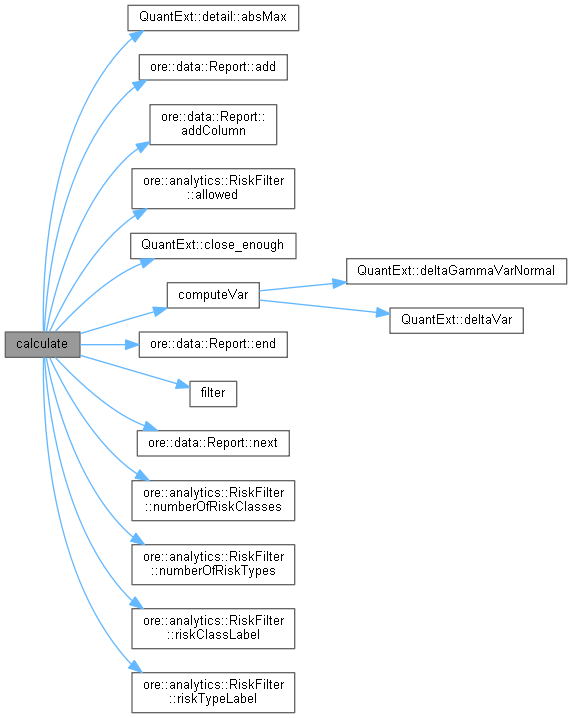 QuantExt::detail::absMax
ore::data::Report::add
ore::data::Report::
addColumn
ore::analytics::RiskFilter
::allowed
QuantExt::close_enough
computeVar
QuantExt::deltaGammaVarNormal
QuantExt::deltaVar
calculate
ore::data::Report::end
filter
ore::data::Report::next
ore::analytics::RiskFilter
::numberOfRiskClasses
ore::analytics::RiskFilter
::numberOfRiskTypes
ore::analytics::RiskFilter
::riskClassLabel
ore::analytics::RiskFilter
::riskTypeLabel